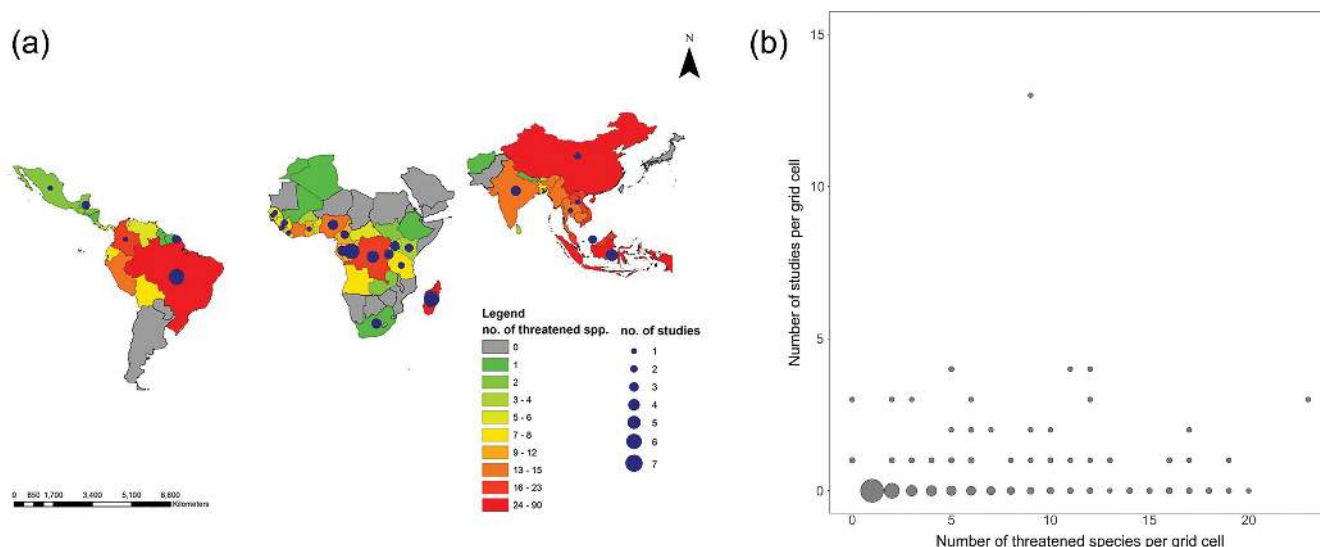 (a)
N
Legend
no. of threatened spp.
0
1
2
3 - 4
5 - 6
7 - 8
9 - 12
13 - 15
16 - 23
24 - 90
no. of studies
1
2
3
4
5
6
7
0 850 1,700 3,400 5,100 6,800
Kilometers
(b)
Number of studies per grid cell
15
10
5
0
0 5 10 15 20
Number of threatened species per grid cell